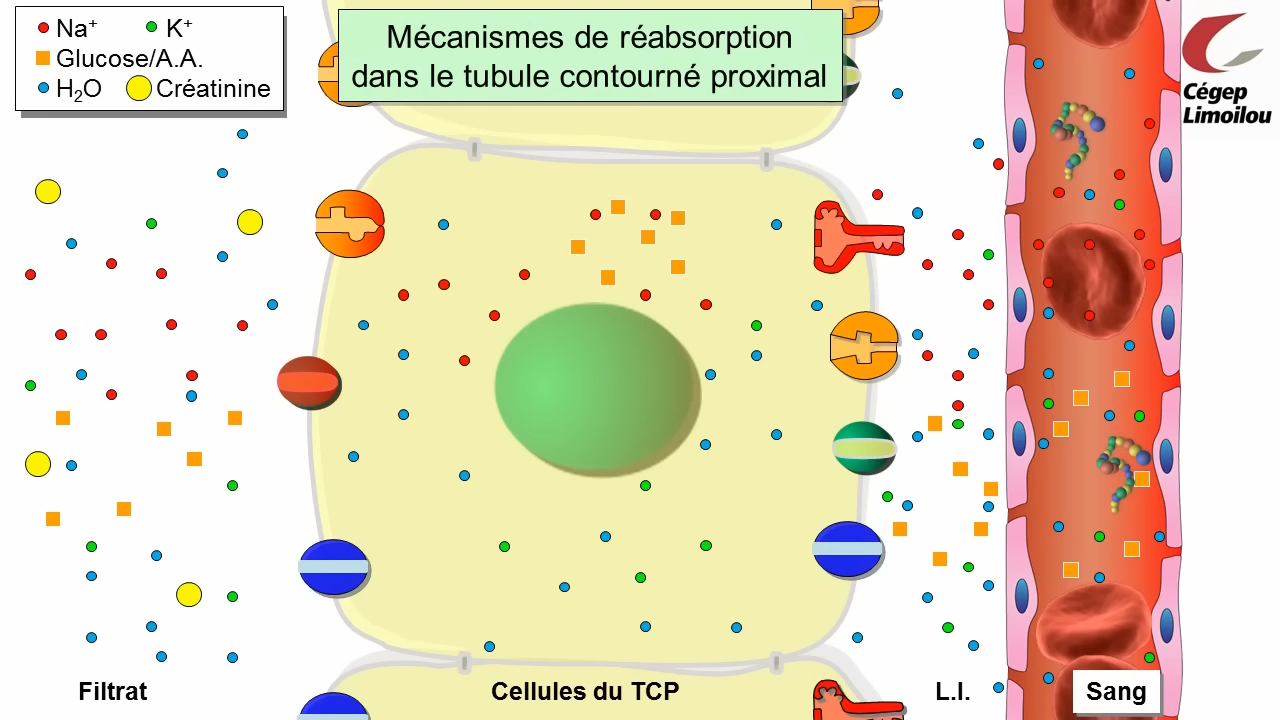 Na⁺ K⁺
Glucose/A.A.
H₂O Créatinine
Mécanismes de réabsorption
dans le tubule contourné proximal
Cégep
Limoilou
Filtrat
Cellules du TCP
L.I.
Sang